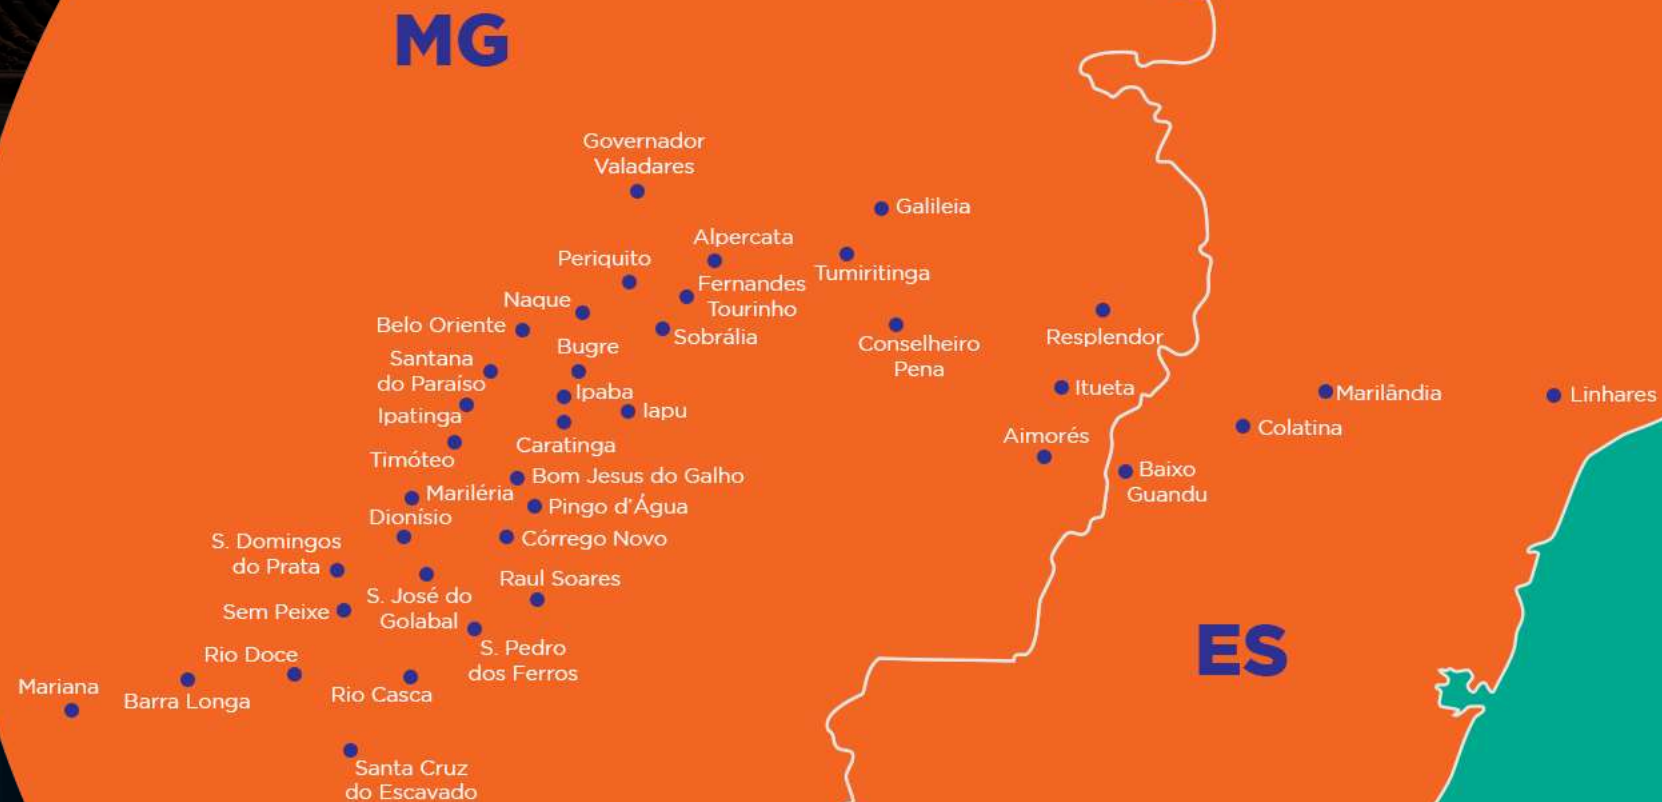 MG
Governador
Valadares
Galileia
Alpercata
Periquito
Tumiritinga
Fernandes
Tourinho
Naque
Belo Oriente
Sobrália
Resplendor
Conselheiro
Pena
Bugre
Santana
do Paraíso
Ipaba
Itueta
Marilândia
Linhares
Ipatinga
Iapu
Colatina
Aimorés
Caratinga
Timóteo
Baixo
Guandu
Bom Jesus do Galho
Mariléria
Pingo d'Água
Dionísio
Córrego Novo
S. Domingos
do Prata
Raul Soares
S. José do
Golabal
Sem Peixe
S. Pedro
dos Ferros
ES
Rio Doce
Mariana
Barra Longa
Rio Casca
Santa Cruz
do Escavado